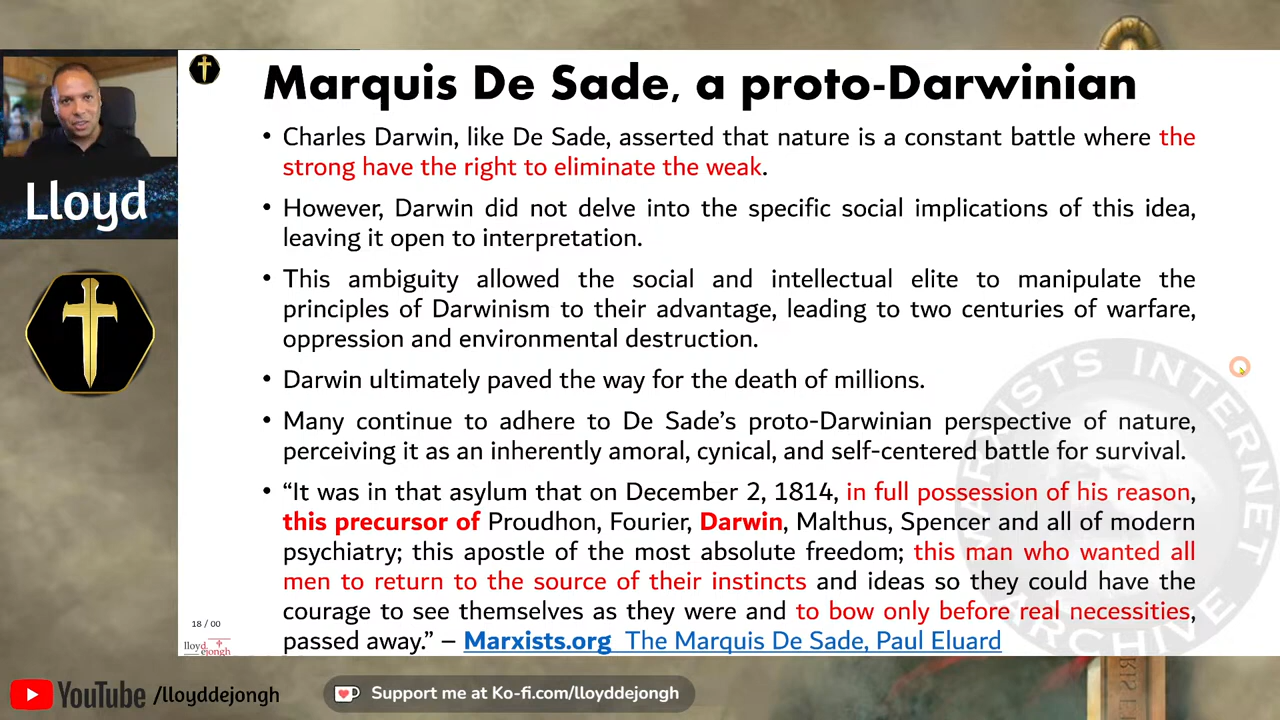 Marquis De Sade, a proto-Darwinian
• Charles Darwin, like De Sade, asserted that nature is a constant battle where the
strong have the right to eliminate the weak.
• However, Darwin did not delve into the specific social implications of this idea,
leaving it open to interpretation.
• This ambiguity allowed the social and intellectual elite to manipulate the
principles of Darwinism to their advantage, leading to two centuries of warfare,
oppression and environmental destruction.
• Darwin ultimately paved the way for the death of millions.
• Many continue to adhere to De Sade’s proto-Darwinian perspective of nature,
perceiving it as an inherently amoral, cynical, and self-centered battle for survival.
• “It was in that asylum that on December 2, 1814, in full possession of his reason,
this precursor of Proudhon, Fourier, Darwin, Malthus, Spencer and all of modern
psychiatry; this apostle of the most absolute freedom; this man who wanted all
men to return to the source of their instincts and ideas so they could have the
courage to see themselves as they were and to bow only before real necessities,
passed away.” – Marxists.org The Marquis De Sade, Paul Eluard
Lloyd
MARXISTS INTERNET
ARCHIVE
18 / 00
lloyd
dejongh
YouTube /lloyddejongh
Support me at Ko-fi.com/lloyddejongh